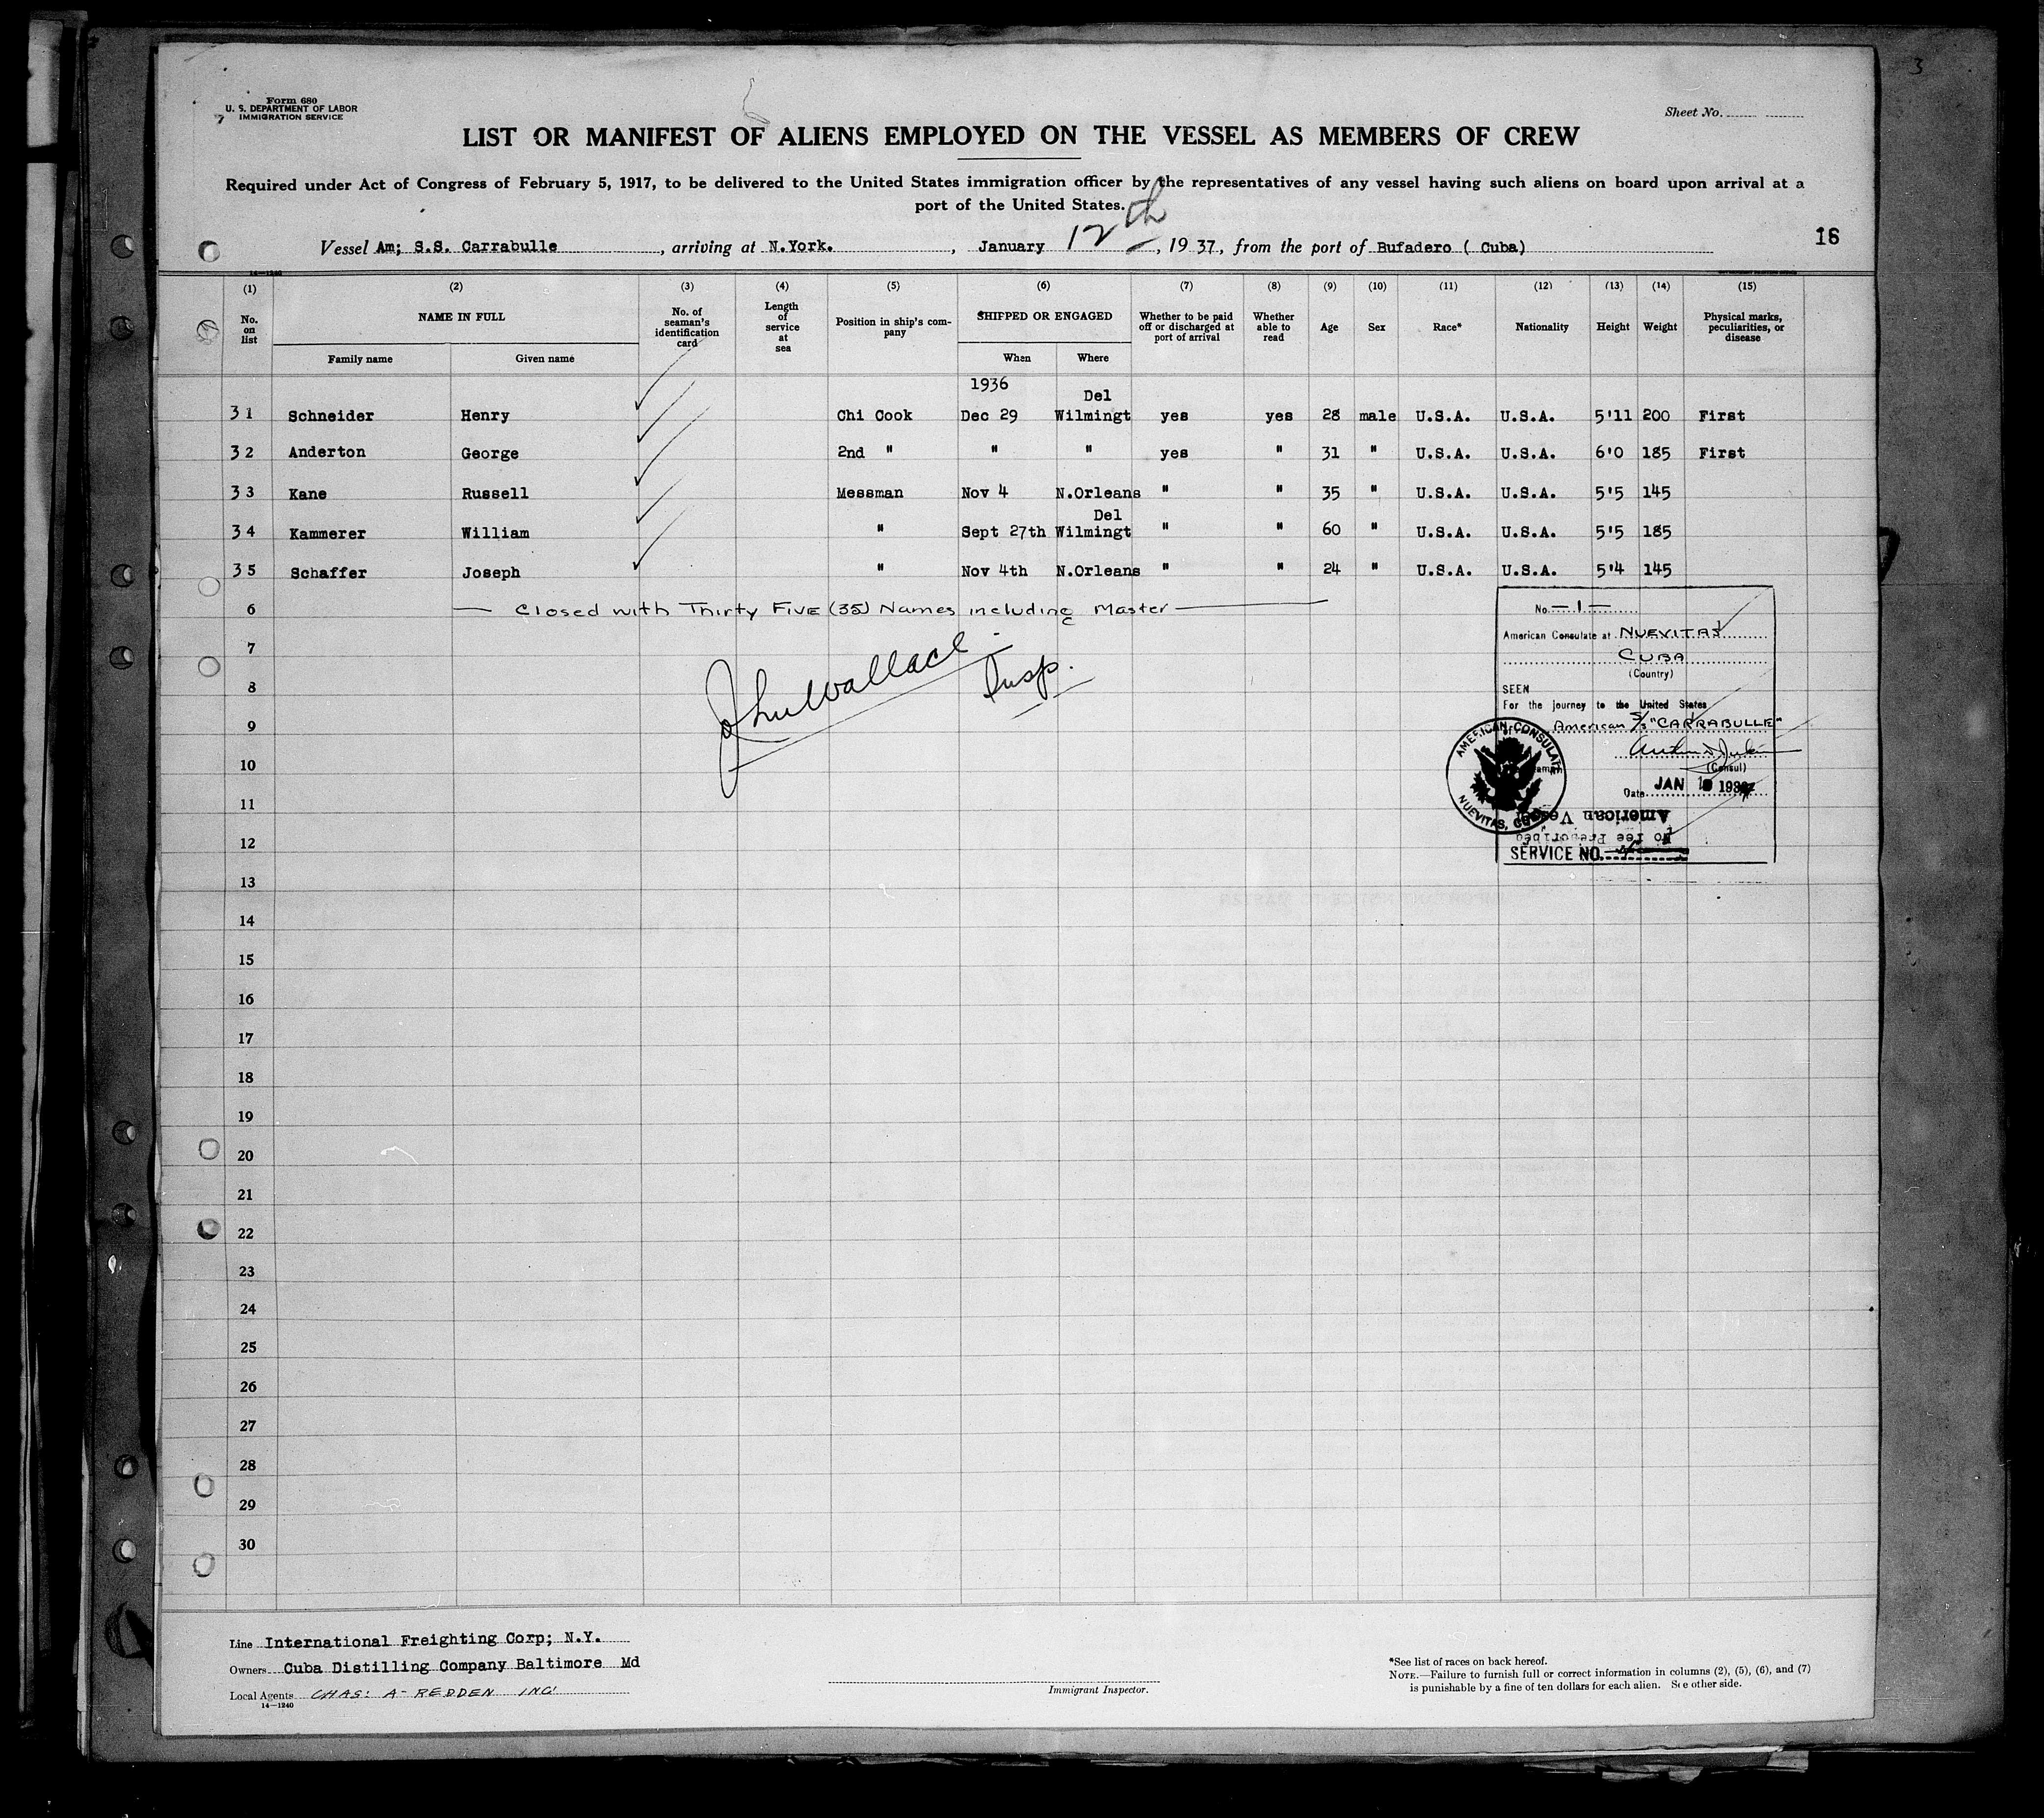 3
Form 680
U. S. DEPARTMENT OF LABOR
IMMIGRATION SERVICE
Sheet No.
LIST OR MANIFEST OF ALIENS EMPLOYED ON THE VESSEL AS MEMBERS OF CREW
Required under Act of Congress of February 5, 1917, to be delivered to the United States immigration officer by the representatives of any vessel having such aliens on board upon arrival at a
port of the United States.
Vessel Am; S.S. Carrabulle, arriving at N.York., January 12th, 1937, from the port of Bufadero ( Cuba)
16
14—1240
(1) (2) (3) (4) (5) (6) (7) (8) (9) (10) (11) (12) (13) (14) (15)
No. on list
NAME IN FULL
Family name Given name
No. of seaman's identification card
Length of service at sea
Position in ship's company
SHIPPED OR ENGAGED
When Where
Whether to be paid off or discharged at port of arrival
Whether able to read
Age Sex Race* Nationality Height Weight
Physical marks, peculiarities, or disease
1936 Del
31 Schneider Henry Chi Cook Dec 29 Wilmingt yes yes 28 male U.S.A. U.S.A. 5'11 200 First
32 Anderton George 2nd " " " yes " 31 " U.S.A. U.S.A. 6'0 185 First
33 Kane Russell Messman Nov 4 N.Orleans " " 35 " U.S.A. U.S.A. 5'5 145
Del
34 Kammerer William " Sept 27th Wilmingt " " 60 " U.S.A. U.S.A. 5'5 185
35 Schaffer Joseph " Nov 4th N.Orleans " " 24 " U.S.A. U.S.A. 5'4 145
6 — Closed with Thirty Five (35) Names including Master —
7
8
9
10
11
12
13
14
15
16
17
18
19
20
21
22
23
24
25
26
27
28
29
30
Jhn Wallace Insp.
No. — 1 —
American Consulate at NUEVITAS
CUBA
(Country)
SEEN
For the journey to the United States
American S/S "CARRABULLE"
(Consul)
Date JAN 1937
AMERICAN CONSULATE
NUEVITAS, CUBA
American Vessel
No Fee Prescribed
SERVICE NO.
Line International Freighting Corp; N.Y.
Owners Cuba Distilling Company Baltimore Md
Local Agents CHAS: A- REDDEN INC
14—1240
Immigrant Inspector.
*See list of races on back hereof.
NOTE.—Failure to furnish full or correct information in columns (2), (5), (6), and (7)
is punishable by a fine of ten dollars for each alien. See other side.